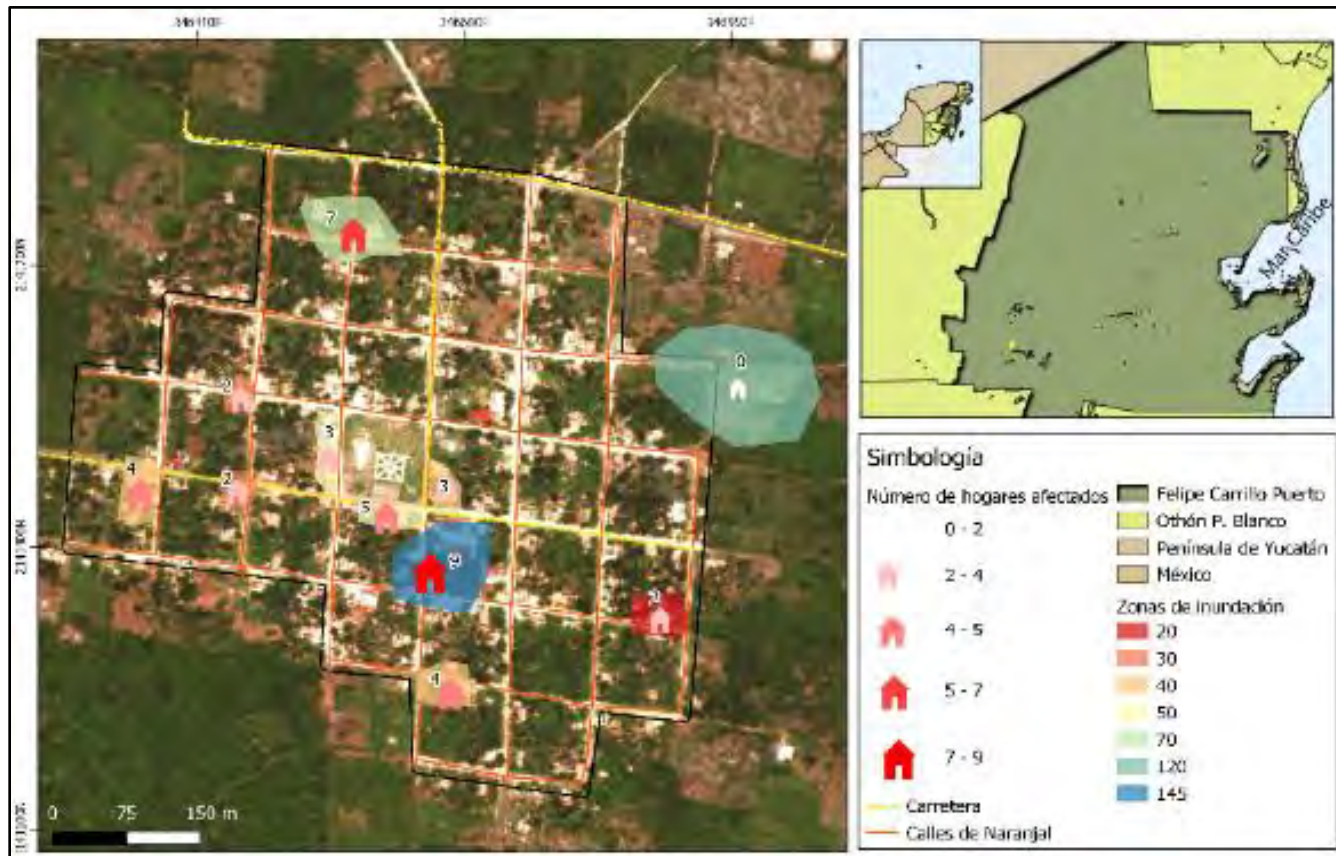 7
0
2
3
4
2
3
5
9
4
0
75
150 m
Mar Caribe
Simbología
Número de hogares afectados
0 - 2
2 - 4
4 - 5
5 - 7
7 - 9
Carretera
Calles de Naranjal
Felipe Carrillo Puerto
Othón P. Blanco
Península de Yucatán
México
Zonas de inundación
20
30
40
50
70
120
145